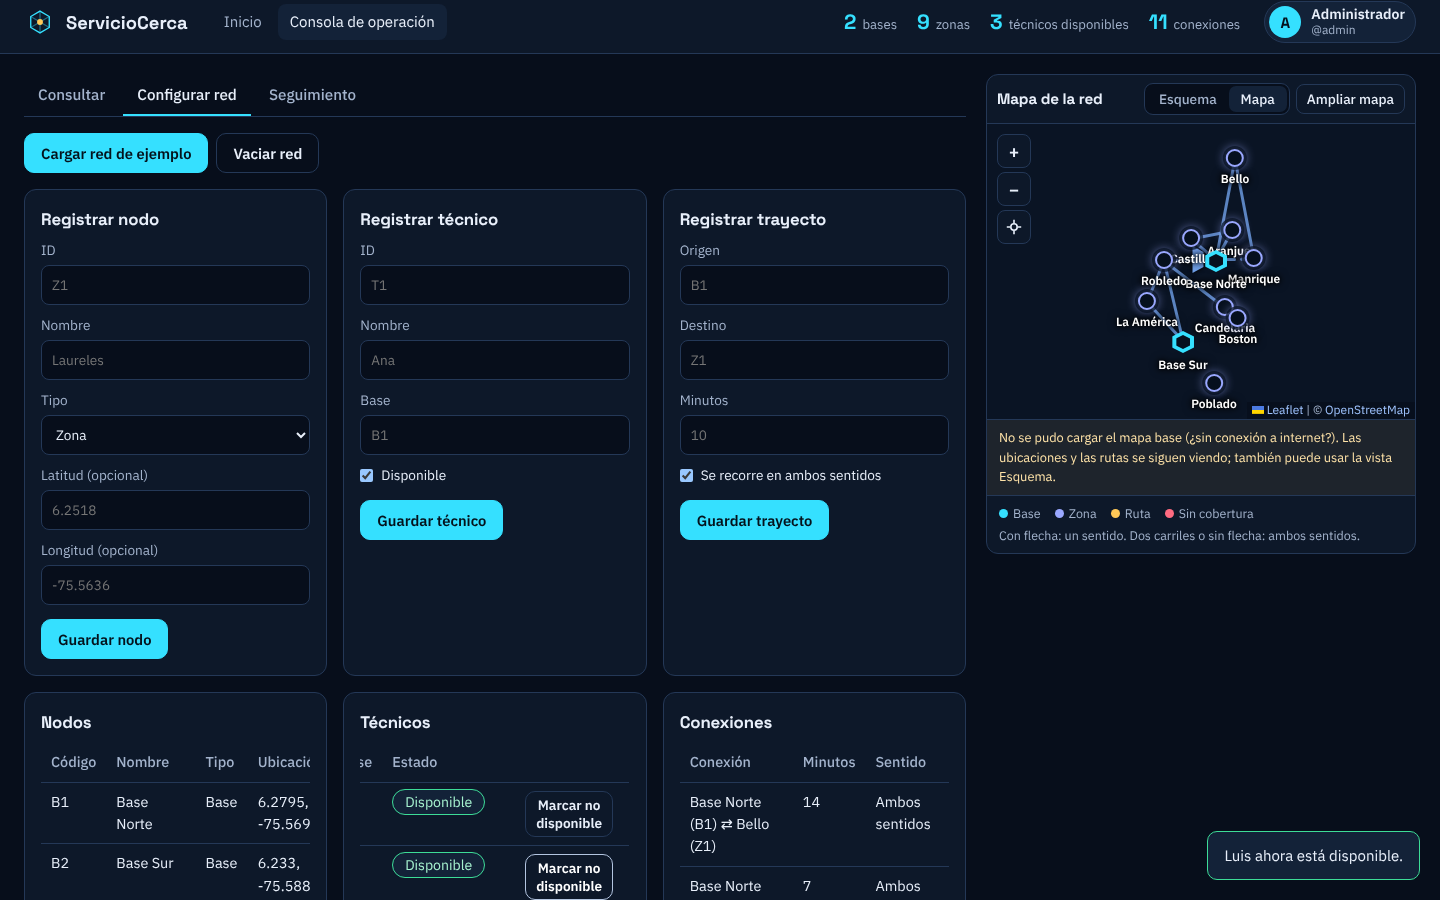 ServicioCerca
Inicio
Consola de operación
2 bases
9 zonas
3 técnicos disponibles
11 conexiones
A
Administrador
@admin
Consultar
Configurar red
Seguimiento
Cargar red de ejemplo
Vaciar red
Registrar nodo
ID
Z1
Nombre
Laureles
Tipo
Zona
Latitud (opcional)
6.2518
Longitud (opcional)
-75.5636
Guardar nodo
Registrar técnico
ID
T1
Nombre
Ana
Base
B1
Disponible
Guardar técnico
Registrar trayecto
Origen
B1
Destino
Z1
Minutos
10
Se recorre en ambos sentidos
Guardar trayecto
Mapa de la red
Esquema
Mapa
Ampliar mapa
+
−
Bello
Aranju
Castill
Manrique
Robledo
Base Norte
La América
Candelaria
Boston
Base Sur
Poblado
Leaflet | © OpenStreetMap
No se pudo cargar el mapa base (¿sin conexión a internet?). Las
ubicaciones y las rutas se siguen viendo; también puede usar la vista
Esquema.
Base
Zona
Ruta
Sin cobertura
Con flecha: un sentido. Dos carriles o sin flecha: ambos sentidos.
Nodos
Código Nombre Tipo Ubicació
B1 Base Base 6.2795,
Norte -75.569
B2 Base Sur Base 6.233,
-75.588
Técnicos
se Estado
Disponible
Marcar no
disponible
Disponible
Marcar no
disponible
Conexiones
Conexión Minutos Sentido
Base Norte 14 Ambos
(B1) ⇄ Bello sentidos
(Z1)
Base Norte 7 Ambos
Luis ahora está disponible.